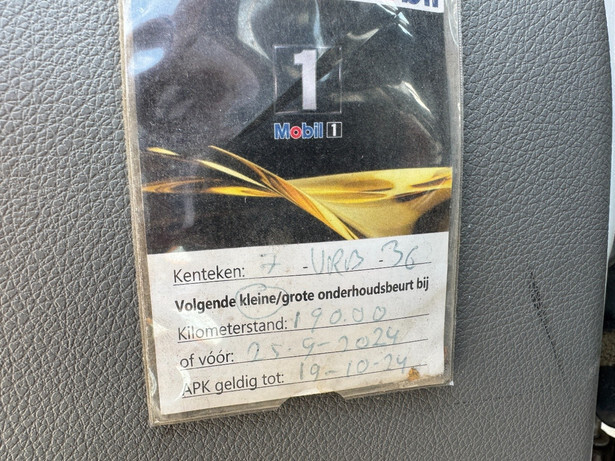 1
Mobil 1
Kenteken: 7 -VRB -36
Volgende kleine/grote onderhoudsbeurt bij
Kilometerstand: 190.00
of vóór: 25-9-2024
APK geldig tot: 19-10-24